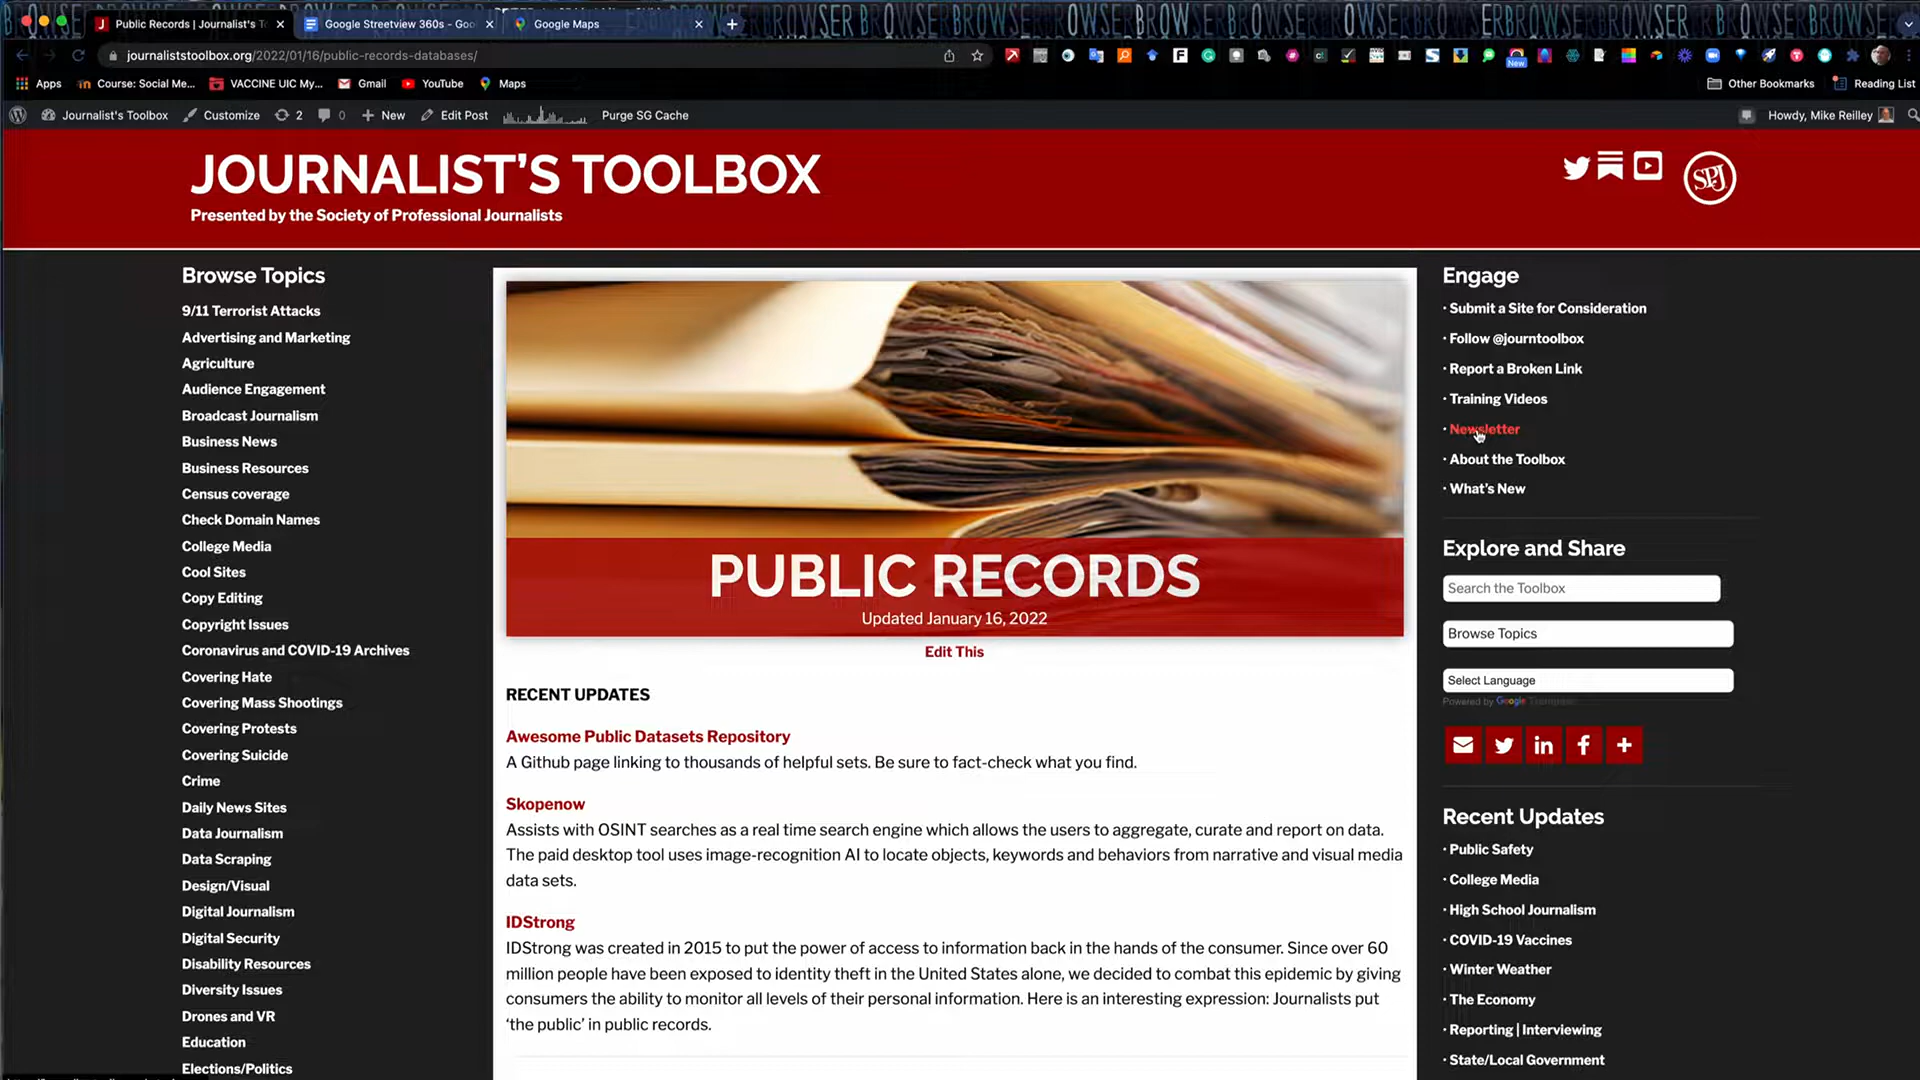 Public Records | Journalist's To
Google Streetview 360s - Goo
Google Maps
journaliststoolbox.org/2022/01/16/public-records-databases/
New
Apps
Course: Social Me...
VACCINE UIC My...
Gmail
YouTube
Maps
Other Bookmarks
Reading List
Journalist's Toolbox
Customize
2
0
New
Edit Post
Purge SG Cache
Howdy, Mike Reilley
JOURNALIST'S TOOLBOX
Presented by the Society of Professional Journalists
SPJ
Browse Topics
9/11 Terrorist Attacks
Advertising and Marketing
Agriculture
Audience Engagement
Broadcast Journalism
Business News
Business Resources
Census coverage
Check Domain Names
College Media
Cool Sites
Copy Editing
Copyright Issues
Coronavirus and COVID-19 Archives
Covering Hate
Covering Mass Shootings
Covering Protests
Covering Suicide
Crime
Daily News Sites
Data Journalism
Data Scraping
Design/Visual
Digital Journalism
Digital Security
Disability Resources
Diversity Issues
Drones and VR
Education
Elections/Politics
PUBLIC RECORDS
Updated January 16, 2022
Edit This
RECENT UPDATES
Awesome Public Datasets Repository
A Github page linking to thousands of helpful sets. Be sure to fact-check what you find.
Skopenow
Assists with OSINT searches as a real time search engine which allows the users to aggregate, curate and report on data.
The paid desktop tool uses image-recognition AI to locate objects, keywords and behaviors from narrative and visual media
data sets.
IDStrong
IDStrong was created in 2015 to put the power of access to information back in the hands of the consumer. Since over 60
million people have been exposed to identity theft in the United States alone, we decided to combat this epidemic by giving
consumers the ability to monitor all levels of their personal information. Here is an interesting expression: Journalists put
'the public' in public records.
Engage
· Submit a Site for Consideration
· Follow @journtoolbox
· Report a Broken Link
· Training Videos
· Newsletter
· About the Toolbox
· What's New
Explore and Share
Search the Toolbox
Browse Topics
Select Language
Powered by Google
Recent Updates
· Public Safety
· College Media
· High School Journalism
· COVID-19 Vaccines
· Winter Weather
· The Economy
· Reporting | Interviewing
· State/Local Government